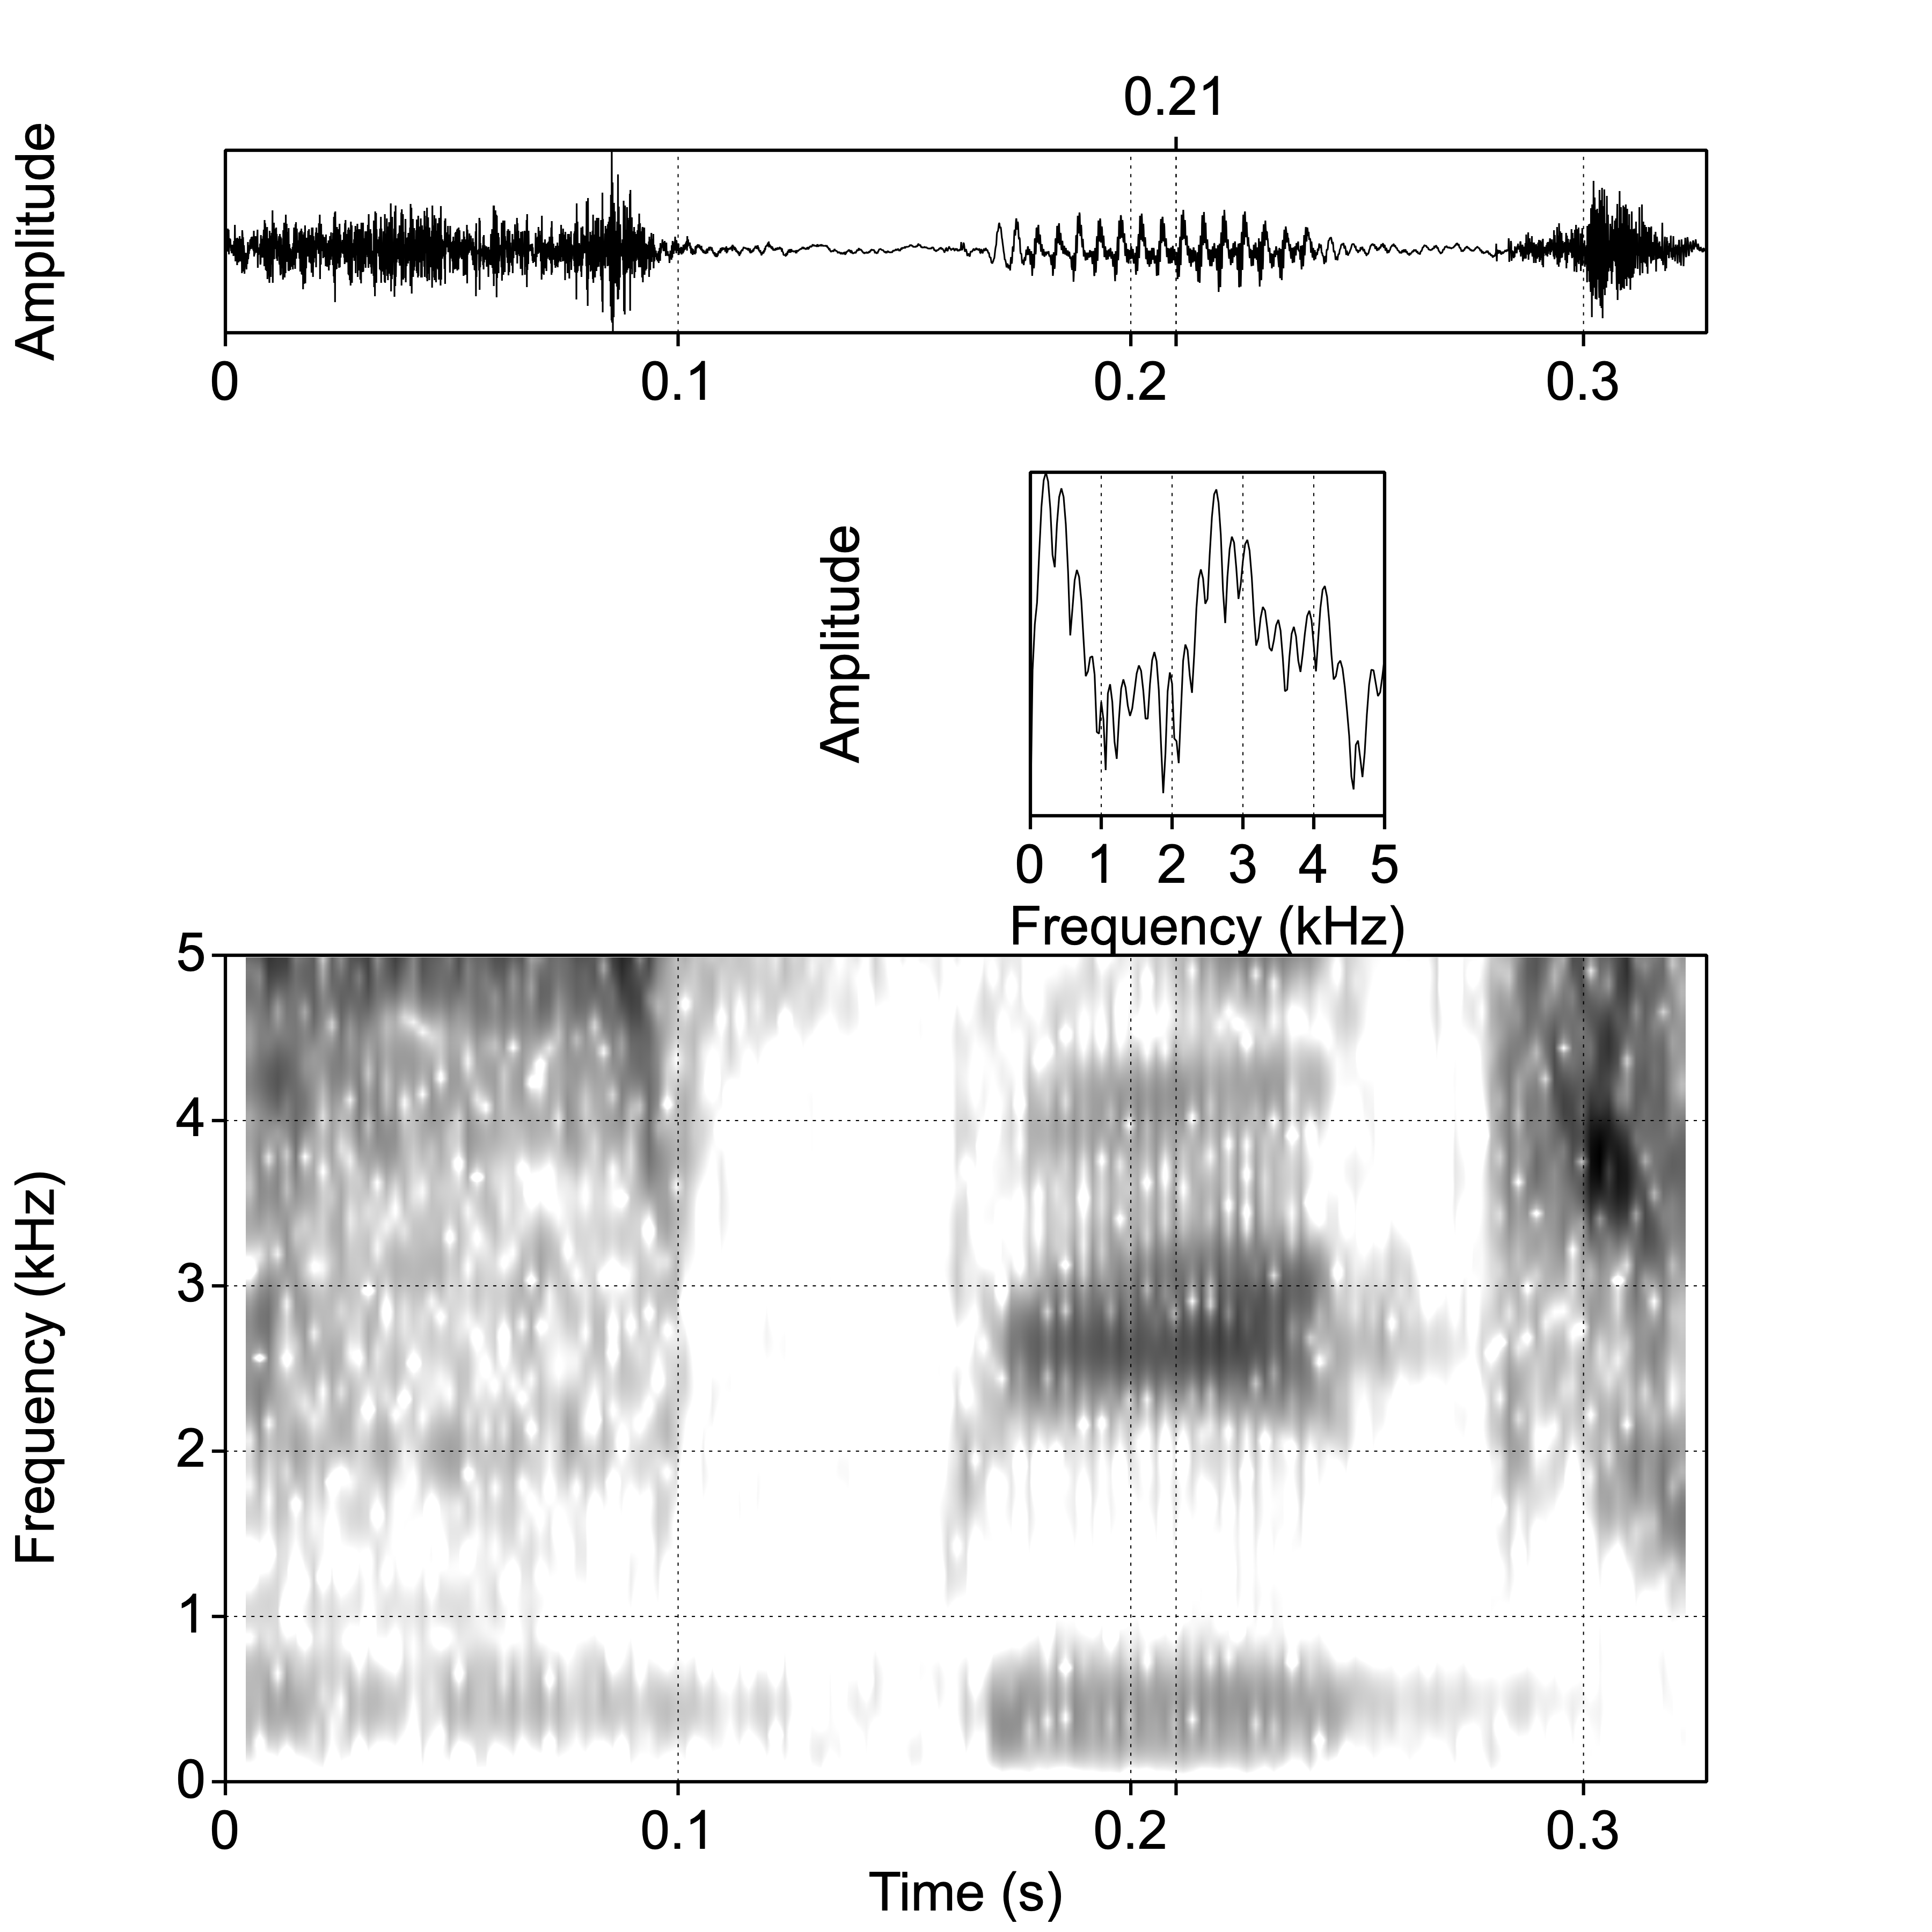 0.21
Amplitude
0 0.1 0.2 0.3
Amplitude
0 1 2 3 4 5
Frequency (kHz)
5
4
3
2
1
0
Frequency (kHz)
0 0.1 0.2 0.3
Time (s)